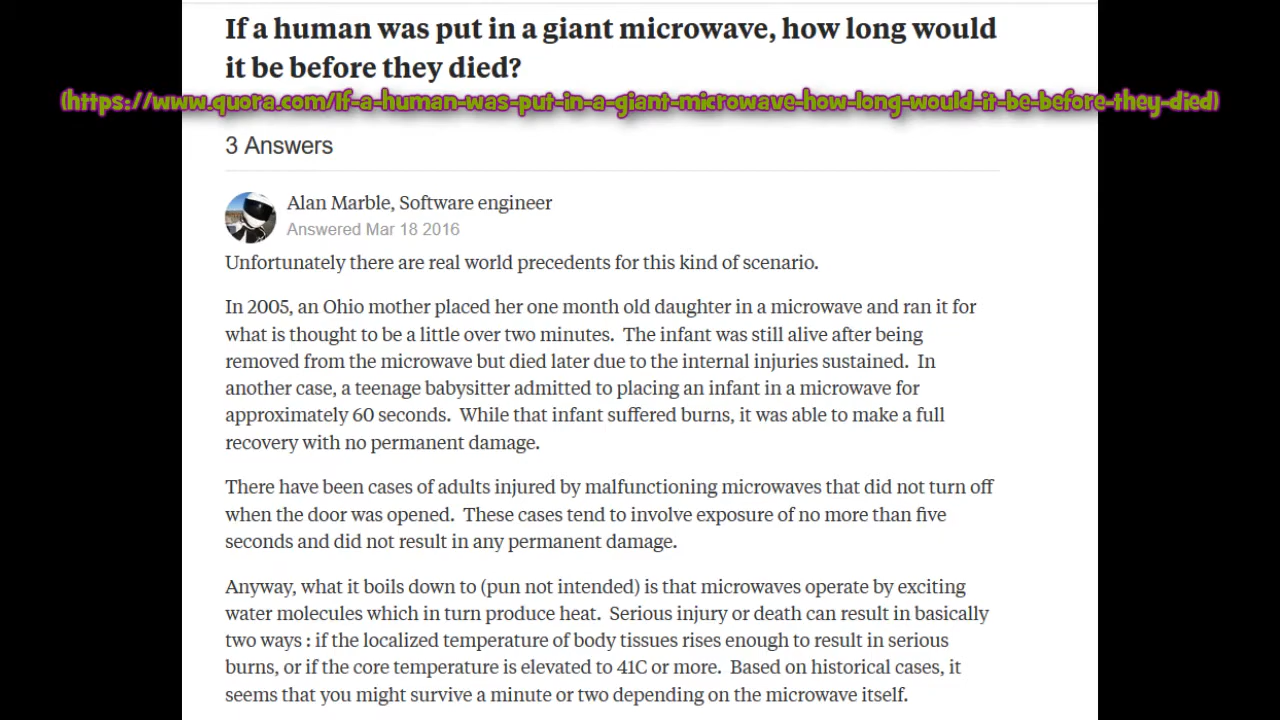 If a human was put in a giant microwave, how long would
it be before they died?
(https://www.quora.com/If-a-human-was-put-in-a-giant-microwave-how-long-would-it-be-before-they-died)
3 Answers
Alan Marble, Software engineer
Answered Mar 18 2016
Unfortunately there are real world precedents for this kind of scenario.
In 2005, an Ohio mother placed her one month old daughter in a microwave and ran it for
what is thought to be a little over two minutes. The infant was still alive after being
removed from the microwave but died later due to the internal injuries sustained. In
another case, a teenage babysitter admitted to placing an infant in a microwave for
approximately 60 seconds. While that infant suffered burns, it was able to make a full
recovery with no permanent damage.
There have been cases of adults injured by malfunctioning microwaves that did not turn off
when the door was opened. These cases tend to involve exposure of no more than five
seconds and did not result in any permanent damage.
Anyway, what it boils down to (pun not intended) is that microwaves operate by exciting
water molecules which in turn produce heat. Serious injury or death can result in basically
two ways : if the localized temperature of body tissues rises enough to result in serious
burns, or if the core temperature is elevated to 41C or more. Based on historical cases, it
seems that you might survive a minute or two depending on the microwave itself.